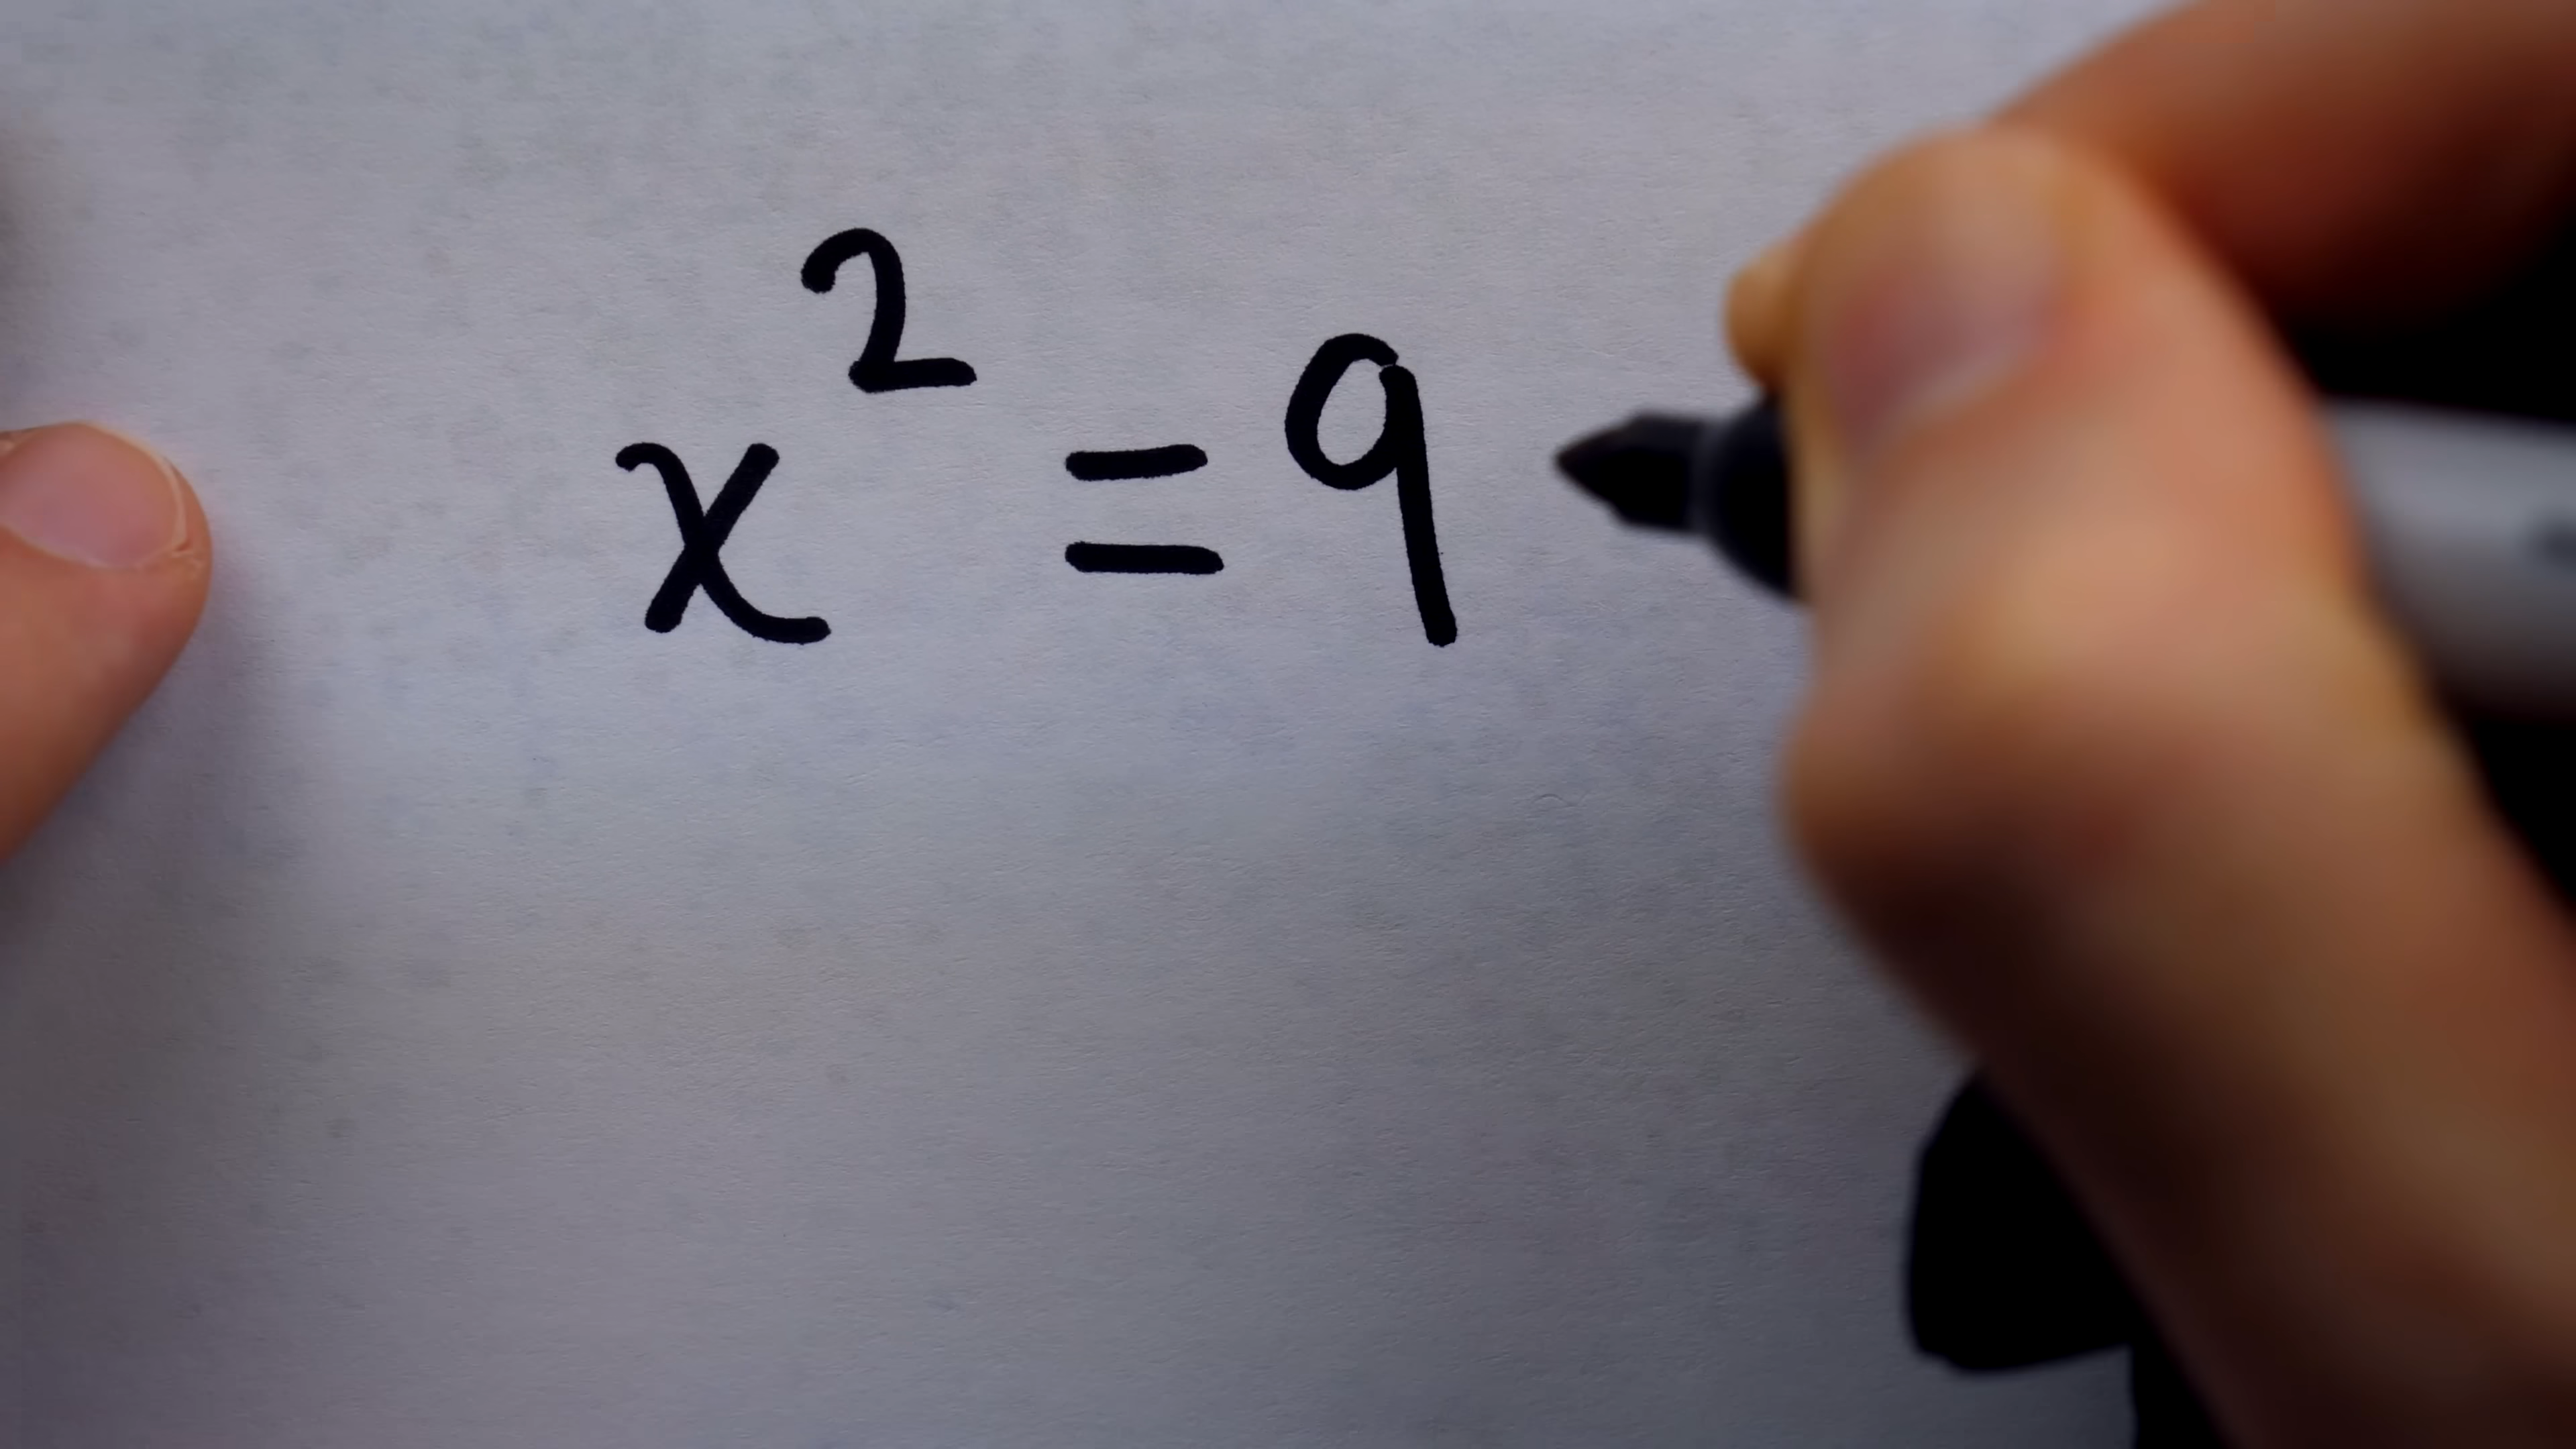 x² = 9